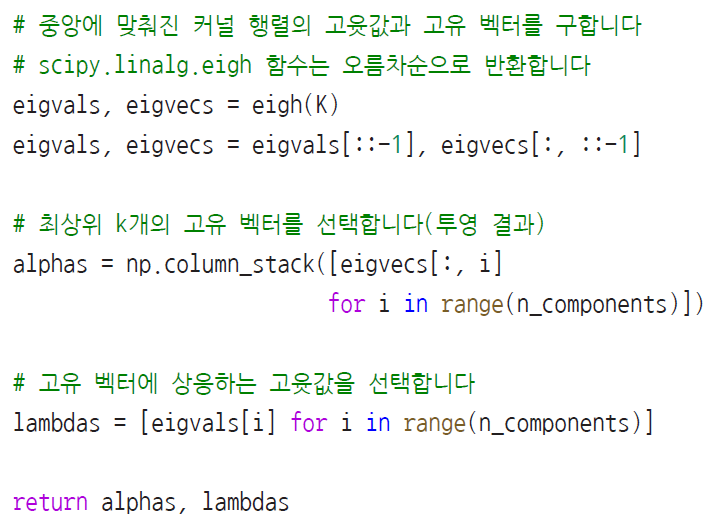 # 중앙에 맞춰진 커널 행렬의 고윳값과 고유 벡터를 구합니다
# scipy.linalg.eigh 함수는 오름차순으로 반환합니다
eigvals, eigvecs = eigh(K)
eigvals, eigvecs = eigvals[::-1], eigvecs[:, ::-1]
# 최상위 k개의 고유 벡터를 선택합니다(투영 결과)
alphas = np.column_stack([eigvecs[:, i]
for i in range(n_components)])
# 고유 벡터에 상응하는 고윳값을 선택합니다
lambdas = [eigvals[i] for i in range(n_components)]
return alphas, lambdas